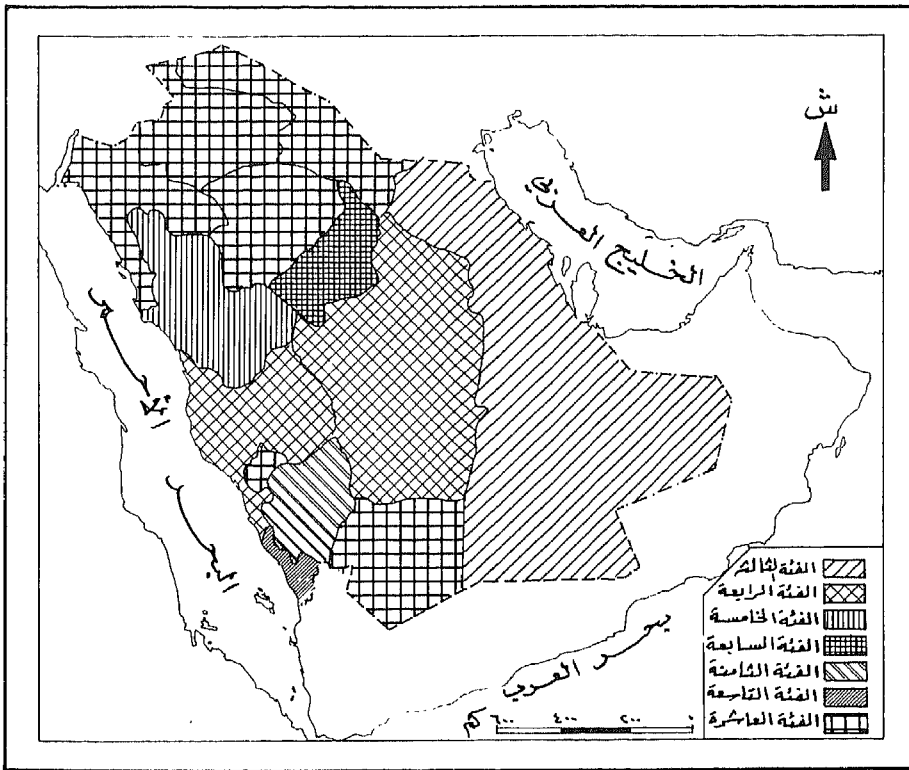 ش
الخليج العربي
البحر الأحمر
بحر العرب
الفئة الثالثة
الفئة الرابعة
الفئة الخامسة
الفئة السابعة
الفئة الثامنة
الفئة التاسعة
الفئة العاشرة
كم ٦٠٠ ٤٠٠ ٢٠٠ ٠